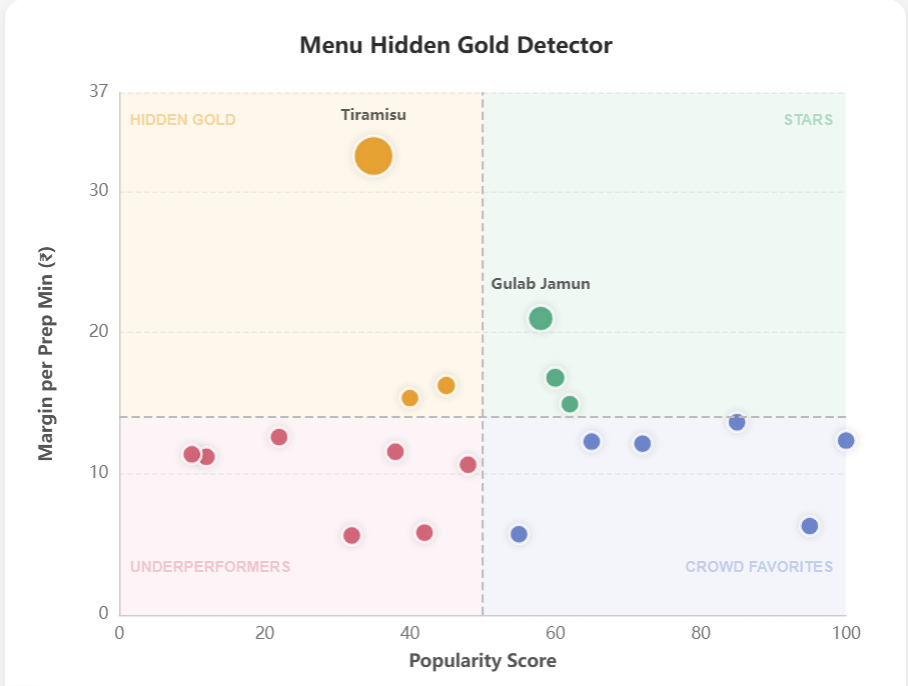 Menu Hidden Gold Detector
37
HIDDEN GOLD
Tiramisu
STARS
30
Gulab Jamun
20
Margin per Prep Min (₹)
10
UNDERPERFORMERS
CROWD FAVORITES
0
0 20 40 60 80 100
Popularity Score